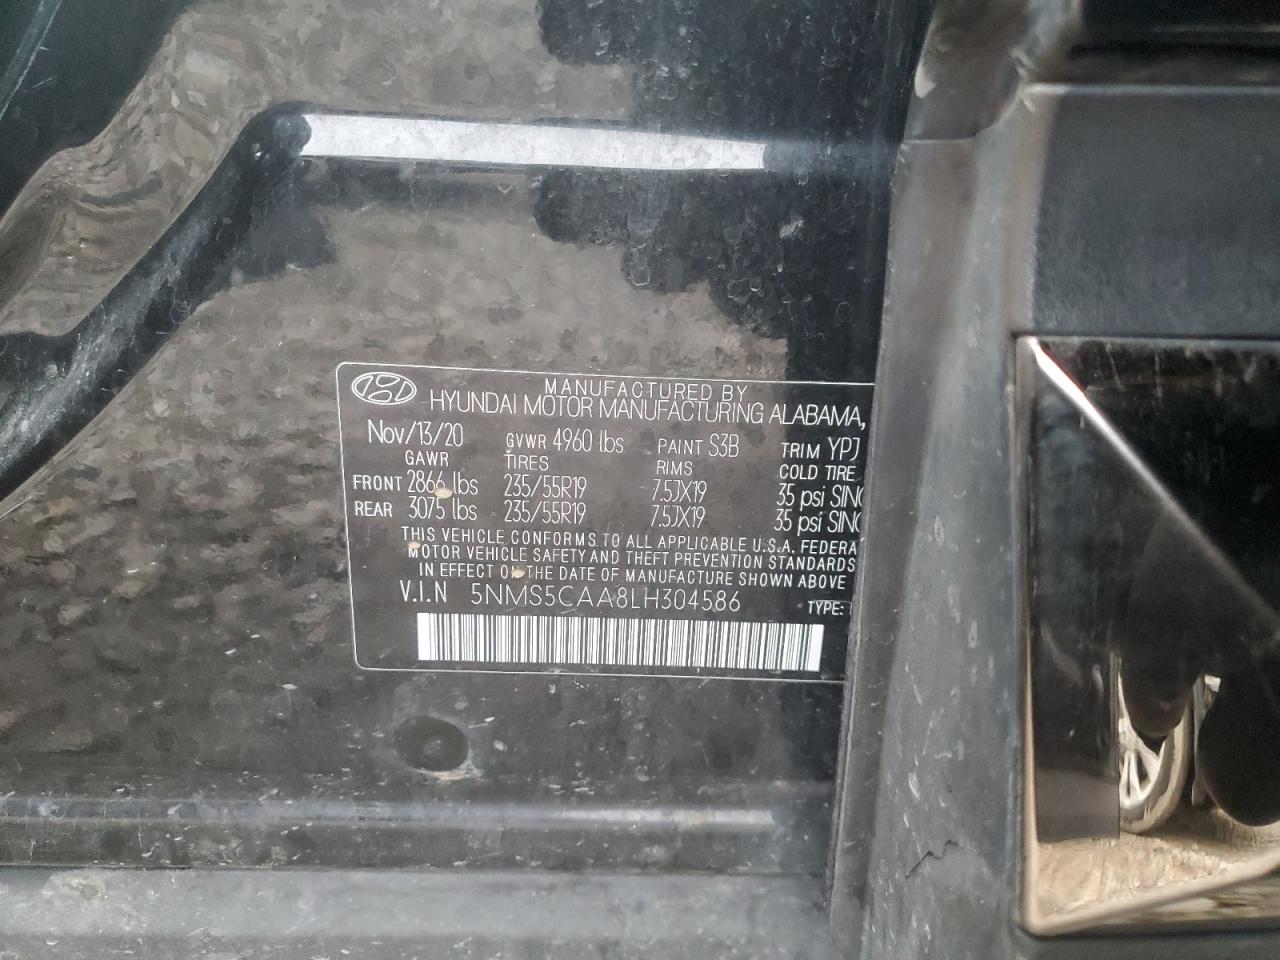 MANUFACTURED BY
HYUNDAI MOTOR MANUFACTURING ALABAMA,
Nov/13/20 GVWR 4960 lbs PAINT S3B TRIM YPJ
GAWR TIRES RIMS COLD TIRE
FRONT 2866 lbs 235/55R19 7.5JX19 35 psi SING
REAR 3075 lbs 235/55R19 7.5JX19 35 psi SING
THIS VEHICLE CONFORMS TO ALL APPLICABLE U.S.A. FEDERA
MOTOR VEHICLE SAFETY AND THEFT PREVENTION STANDARDS
IN EFFECT ON THE DATE OF MANUFACTURE SHOWN ABOVE
V.I.N 5NMS5CAA8LH304586 TYPE: